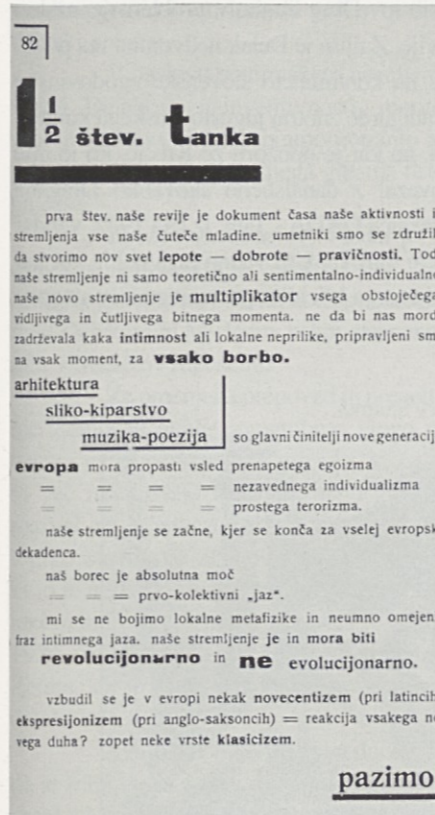 82
1 1/2 štev. tanka
prva štev. naše revije je dokument časa naše aktivnosti i
stremljenja vse naše čuteče mladine. umetniki smo se združil
da stvorimo nov svet lepote — dobrote — pravičnosti. Tod
naše stremljenje ni samo teoretično ali sentimentalno-individualno
naše novo stremljenje je multiplikator vsega obstoječega
vidljivega in čutljivega bitnega momenta. ne da bi nas mord
zadrževala kaka intimnost ali lokalne neprilike, pripravljeni sm
na vsak moment, za vsako borbo.
arhitektura
sliko-kiparstvo
muzika-poezija so glavni činitelji nove generacij
evropa mora propasti vsled prenapetega egoizma
= = = = nezavednega individualizma
= = = = prostega terorizma.
naše stremljenje se začne, kjer se konča za vselej evropsk
dekadenca.
naš borec je absolutna moč
= = = prvo-kolektivni „jaz“.
mi se ne bojimo lokalne metafizike in neumno omejen
fraz intimnega jaza. naše stremljenje je in mora biti
revolucijonarno in ne evolucijonarno.
vzbudil se je v evropi nekak novecentizem (pri latincih
ekspresijonizem (pri anglo-saksoncih) = reakcija vsakega no
vega duha? zopet neke vrste klasicizem.
pazimo